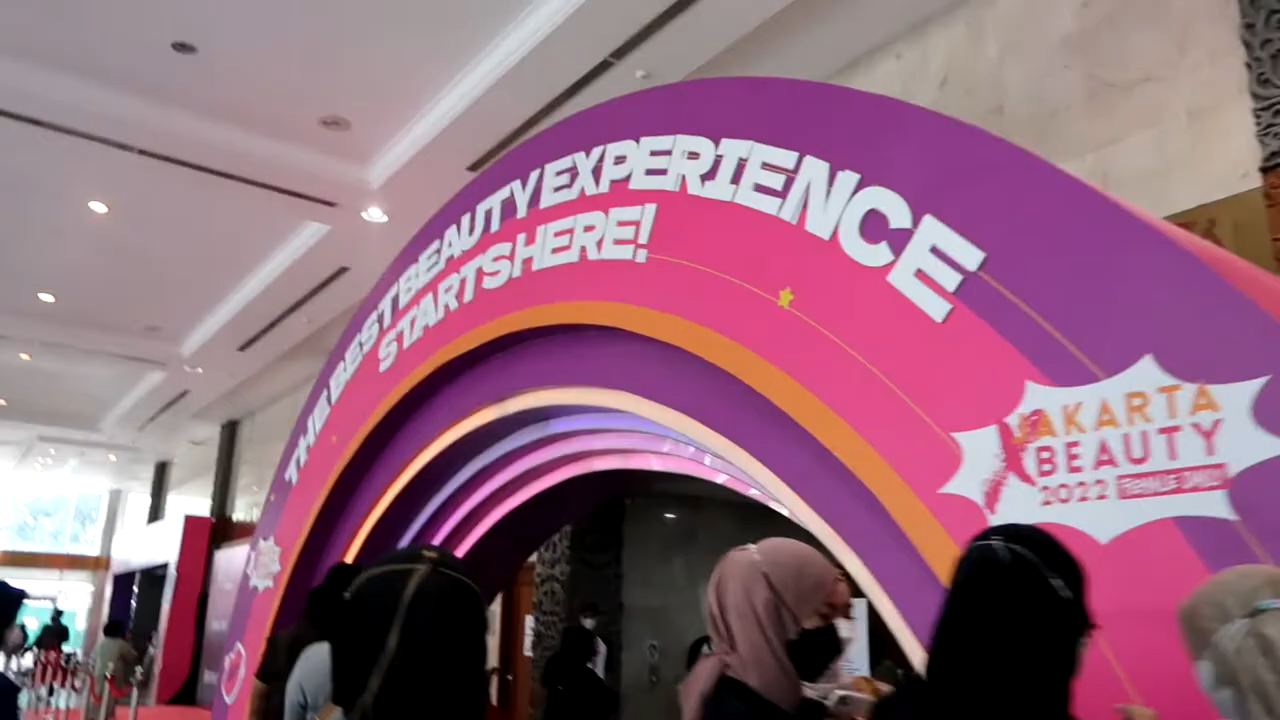 THE BEST BEAUTY EXPERIENCE
STARTS HERE!
JAKARTA
BEAUTY
2022